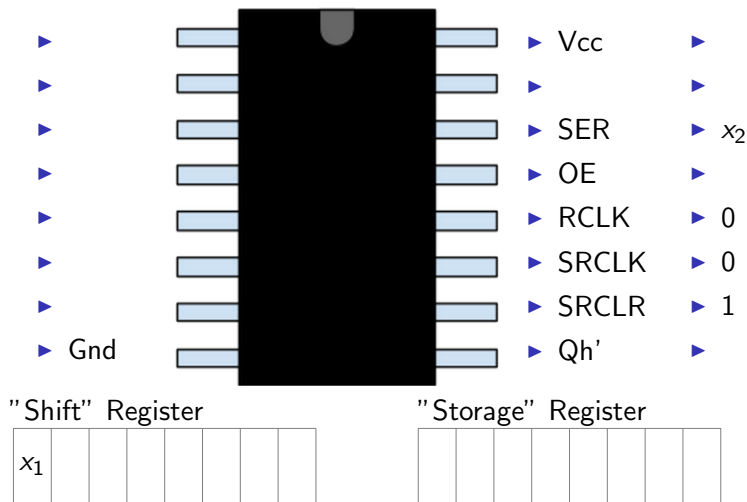 ▶ ▶ Vcc ▶
▶ ▶ ▶
▶ ▶ SER ▶ x₂
▶ ▶ OE ▶
▶ ▶ RCLK ▶ 0
▶ ▶ SRCLK ▶ 0
▶ ▶ SRCLR ▶ 1
▶ Gnd ▶ Qh' ▶
"Shift" Register "Storage" Register
x₁